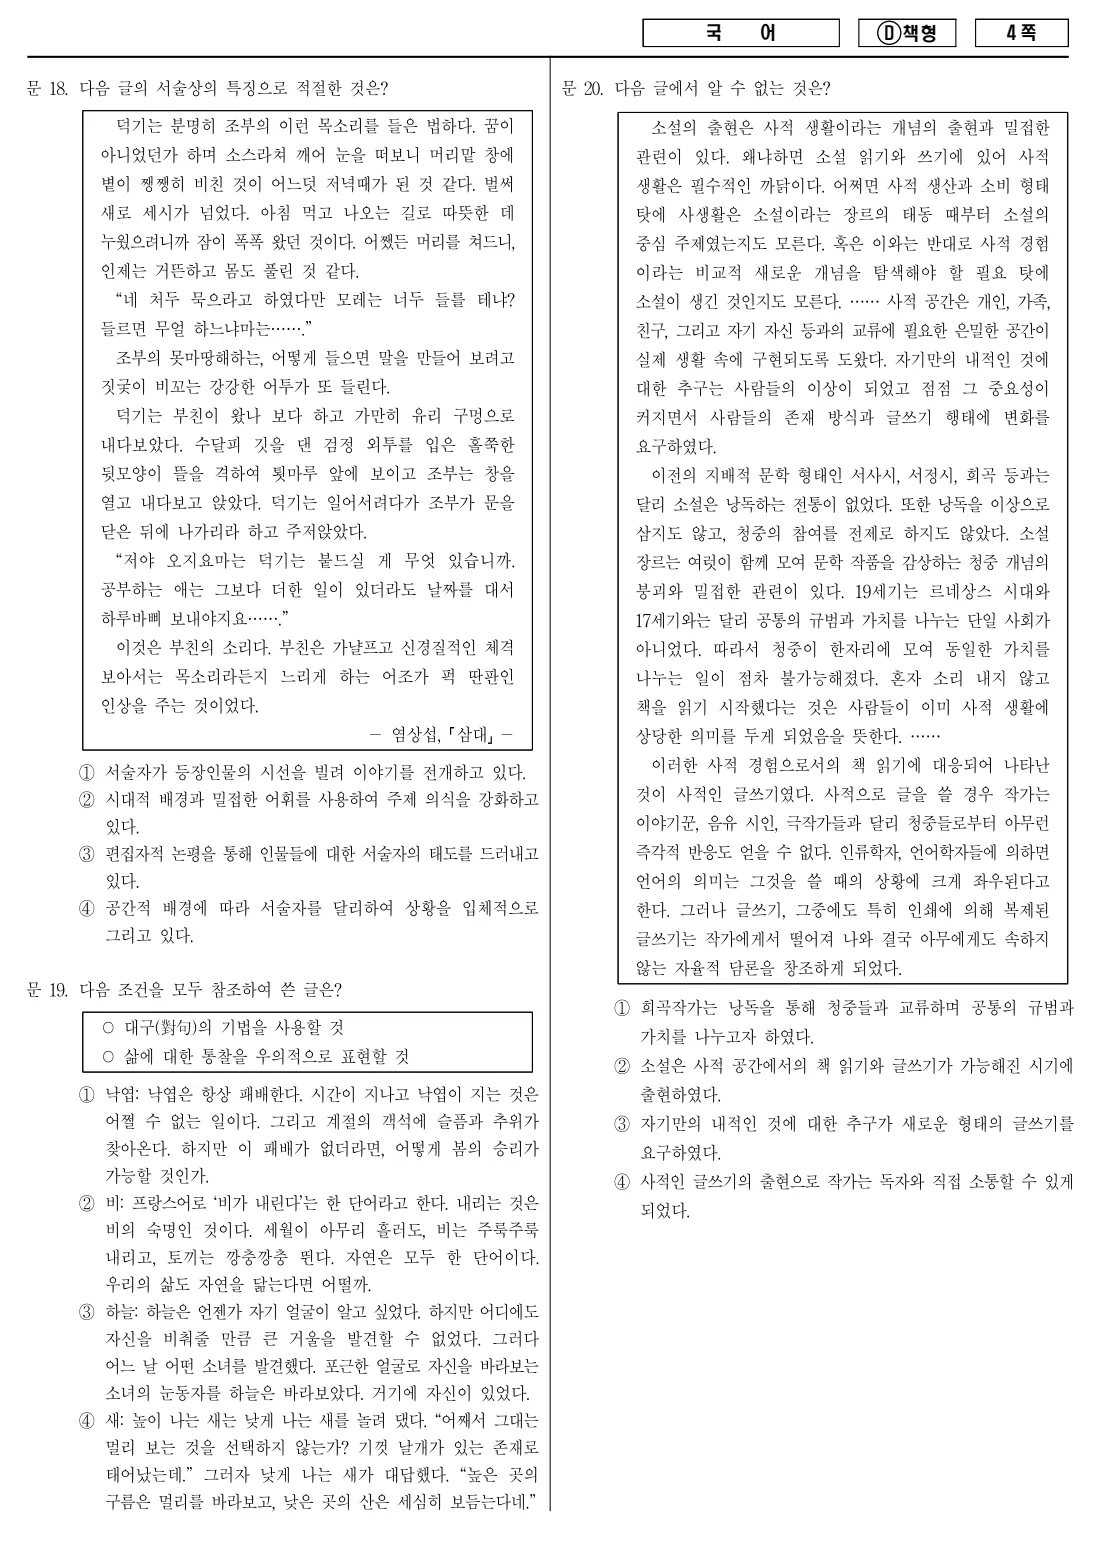 국 어
Ⓓ책형
4쪽
문 18. 다음 글의 서술상의 특징으로 적절한 것은?
덕기는 분명히 조부의 이런 목소리를 들은 법하다. 꿈이
아니었던가 하며 소스라쳐 깨어 눈을 떠보니 머리맡 창에
볕이 쨍쨍히 비친 것이 어느덧 저녁때가 된 것 같다. 벌써
새로 세시가 넘었다. 아침 먹고 나오는 길로 따뜻한 데
누웠으려니까 잠이 폭폭 왔던 것이다. 어쨌든 머리를 쳐드니,
인제는 거뜬하고 몸도 풀린 것 같다.
“네 처두 묵으라고 하였다만 모레는 너두 들를 테냐?
들르면 무얼 하느냐마는…….”
조부의 못마땅해하는, 어떻게 들으면 말을 만들어 보려고
짓궂이 비꼬는 강강한 어투가 또 들린다.
덕기는 부친이 왔나 보다 하고 가만히 유리 구멍으로
내다보았다. 수달피 깃을 댄 검정 외투를 입은 홀쭉한
뒷모양이 뜰을 격하여 툇마루 앞에 보이고 조부는 창을
열고 내다보고 앉았다. 덕기는 일어서려다가 조부가 문을
닫은 뒤에 나가리라 하고 주저앉았다.
“저야 오지요마는 덕기는 붙드실 게 무엇 있습니까.
공부하는 애는 그보다 더한 일이 있더라도 날짜를 대서
하루바삐 보내야지요…….”
이것은 부친의 소리다. 부친은 가냘프고 신경질적인 체격
보아서는 목소리라든지 느리게 하는 어조가 퍽 딴판인
인상을 주는 것이었다.
－ 염상섭, ｢삼대｣ －
① 서술자가 등장인물의 시선을 빌려 이야기를 전개하고 있다.
② 시대적 배경과 밀접한 어휘를 사용하여 주제 의식을 강화하고
있다.
③ 편집자적 논평을 통해 인물들에 대한 서술자의 태도를 드러내고
있다.
④ 공간적 배경에 따라 서술자를 달리하여 상황을 입체적으로
그리고 있다.
문 19. 다음 조건을 모두 참조하여 쓴 글은?
○ 대구(對句)의 기법을 사용할 것
○ 삶에 대한 통찰을 우의적으로 표현할 것
① 낙엽: 낙엽은 항상 패배한다. 시간이 지나고 낙엽이 지는 것은
어쩔 수 없는 일이다. 그리고 계절의 객석에 슬픔과 추위가
찾아온다. 하지만 이 패배가 없더라면, 어떻게 봄의 승리가
가능할 것인가.
② 비: 프랑스어로 ‘비가 내린다’는 한 단어라고 한다. 내리는 것은
비의 숙명인 것이다. 세월이 아무리 흘러도, 비는 주룩주룩
내리고, 토끼는 깡충깡충 뛴다. 자연은 모두 한 단어이다.
우리의 삶도 자연을 닮는다면 어떨까.
③ 하늘: 하늘은 언젠가 자기 얼굴이 알고 싶었다. 하지만 어디에도
자신을 비춰줄 만큼 큰 거울을 발견할 수 없었다. 그러다
어느 날 어떤 소녀를 발견했다. 포근한 얼굴로 자신을 바라보는
소녀의 눈동자를 하늘은 바라보았다. 거기에 자신이 있었다.
④ 새: 높이 나는 새는 낮게 나는 새를 놀려 댔다. “어째서 그대는
멀리 보는 것을 선택하지 않는가? 기껏 날개가 있는 존재로
태어났는데.” 그러자 낮게 나는 새가 대답했다. “높은 곳의
구름은 멀리를 바라보고, 낮은 곳의 산은 세심히 보듬는다네.”
문 20. 다음 글에서 알 수 없는 것은?
소설의 출현은 사적 생활이라는 개념의 출현과 밀접한
관련이 있다. 왜냐하면 소설 읽기와 쓰기에 있어 사적
생활은 필수적인 까닭이다. 어쩌면 사적 생산과 소비 형태
탓에 사생활은 소설이라는 장르의 태동 때부터 소설의
중심 주제였는지도 모른다. 혹은 이와는 반대로 사적 경험
이라는 비교적 새로운 개념을 탐색해야 할 필요 탓에
소설이 생긴 것인지도 모른다. …… 사적 공간은 개인, 가족,
친구, 그리고 자기 자신 등과의 교류에 필요한 은밀한 공간이
실제 생활 속에 구현되도록 도왔다. 자기만의 내적인 것에
대한 추구는 사람들의 이상이 되었고 점점 그 중요성이
커지면서 사람들의 존재 방식과 글쓰기 행태에 변화를
요구하였다.
이전의 지배적 문학 형태인 서사시, 서정시, 희곡 등과는
달리 소설은 낭독하는 전통이 없었다. 또한 낭독을 이상으로
삼지도 않고, 청중의 참여를 전제로 하지도 않았다. 소설
장르는 여럿이 함께 모여 문학 작품을 감상하는 청중 개념의
붕괴와 밀접한 관련이 있다. 19세기는 르네상스 시대와
17세기와는 달리 공통의 규범과 가치를 나누는 단일 사회가
아니었다. 따라서 청중이 한자리에 모여 동일한 가치를
나누는 일이 점차 불가능해졌다. 혼자 소리 내지 않고
책을 읽기 시작했다는 것은 사람들이 이미 사적 생활에
상당한 의미를 두게 되었음을 뜻한다. ……
이러한 사적 경험으로서의 책 읽기에 대응되어 나타난
것이 사적인 글쓰기였다. 사적으로 글을 쓸 경우 작가는
이야기꾼, 음유 시인, 극작가들과 달리 청중들로부터 아무런
즉각적 반응도 얻을 수 없다. 인류학자, 언어학자들에 의하면
언어의 의미는 그것을 쓸 때의 상황에 크게 좌우된다고
한다. 그러나 글쓰기, 그중에도 특히 인쇄에 의해 복제된
글쓰기는 작가에게서 떨어져 나와 결국 아무에게도 속하지
않는 자율적 담론을 창조하게 되었다.
① 희곡작가는 낭독을 통해 청중들과 교류하며 공통의 규범과
가치를 나누고자 하였다.
② 소설은 사적 공간에서의 책 읽기와 글쓰기가 가능해진 시기에
출현하였다.
③ 자기만의 내적인 것에 대한 추구가 새로운 형태의 글쓰기를
요구하였다.
④ 사적인 글쓰기의 출현으로 작가는 독자와 직접 소통할 수 있게
되었다.